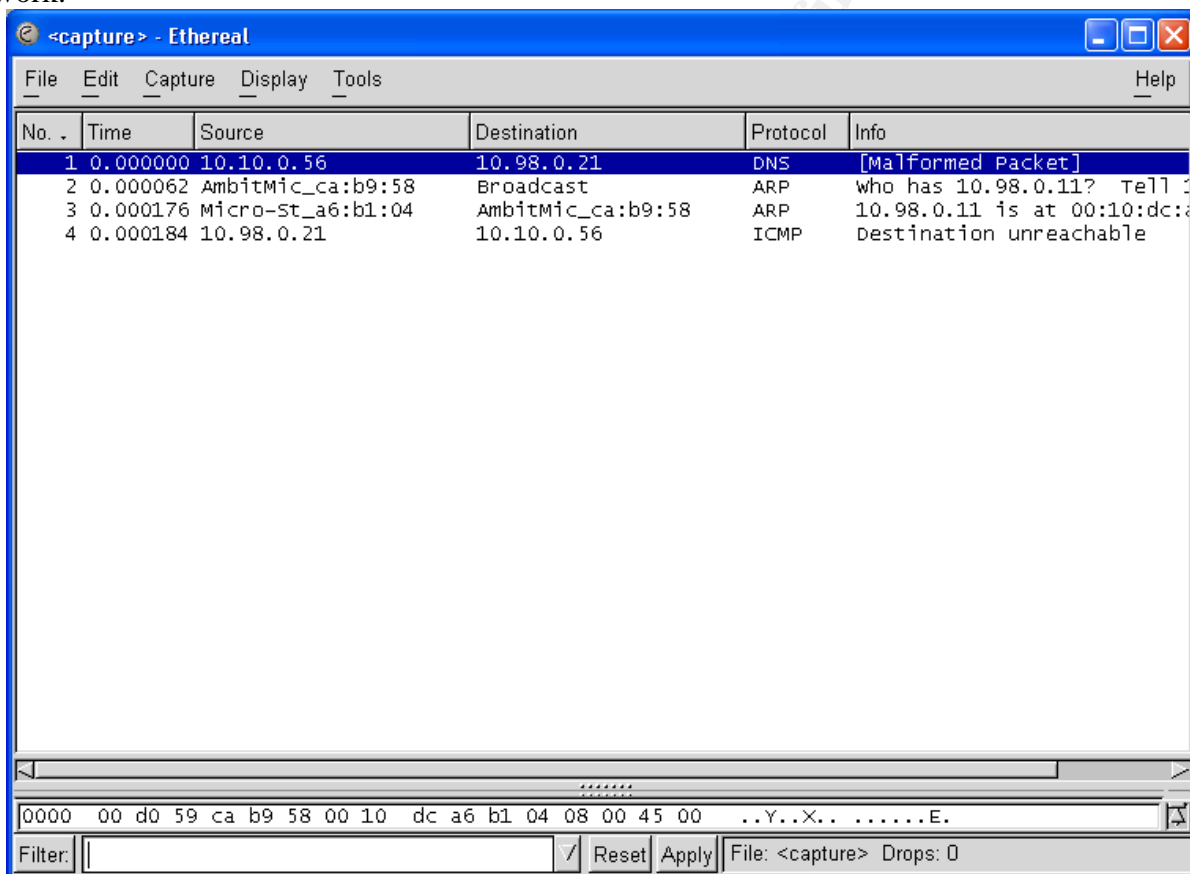 work.
<capture> - Ethereal
File Edit Capture Display Tools Help
No. Time Source Destination Protocol Info
1 0.000000 10.10.0.56 10.98.0.21 DNS [Malformed Packet]
2 0.000062 AmbitMic_ca:b9:58 Broadcast ARP who has 10.98.0.11? Tell 1
3 0.000176 Micro-St_a6:b1:04 AmbitMic_ca:b9:58 ARP 10.98.0.11 is at 00:10:dc:a
4 0.000184 10.98.0.21 10.10.0.56 ICMP Destination unreachable
0000 00 d0 59 ca b9 58 00 10 dc a6 b1 04 08 00 45 00 ..Y..X.. ......E.
Filter: Reset Apply File: <capture> Drops: 0